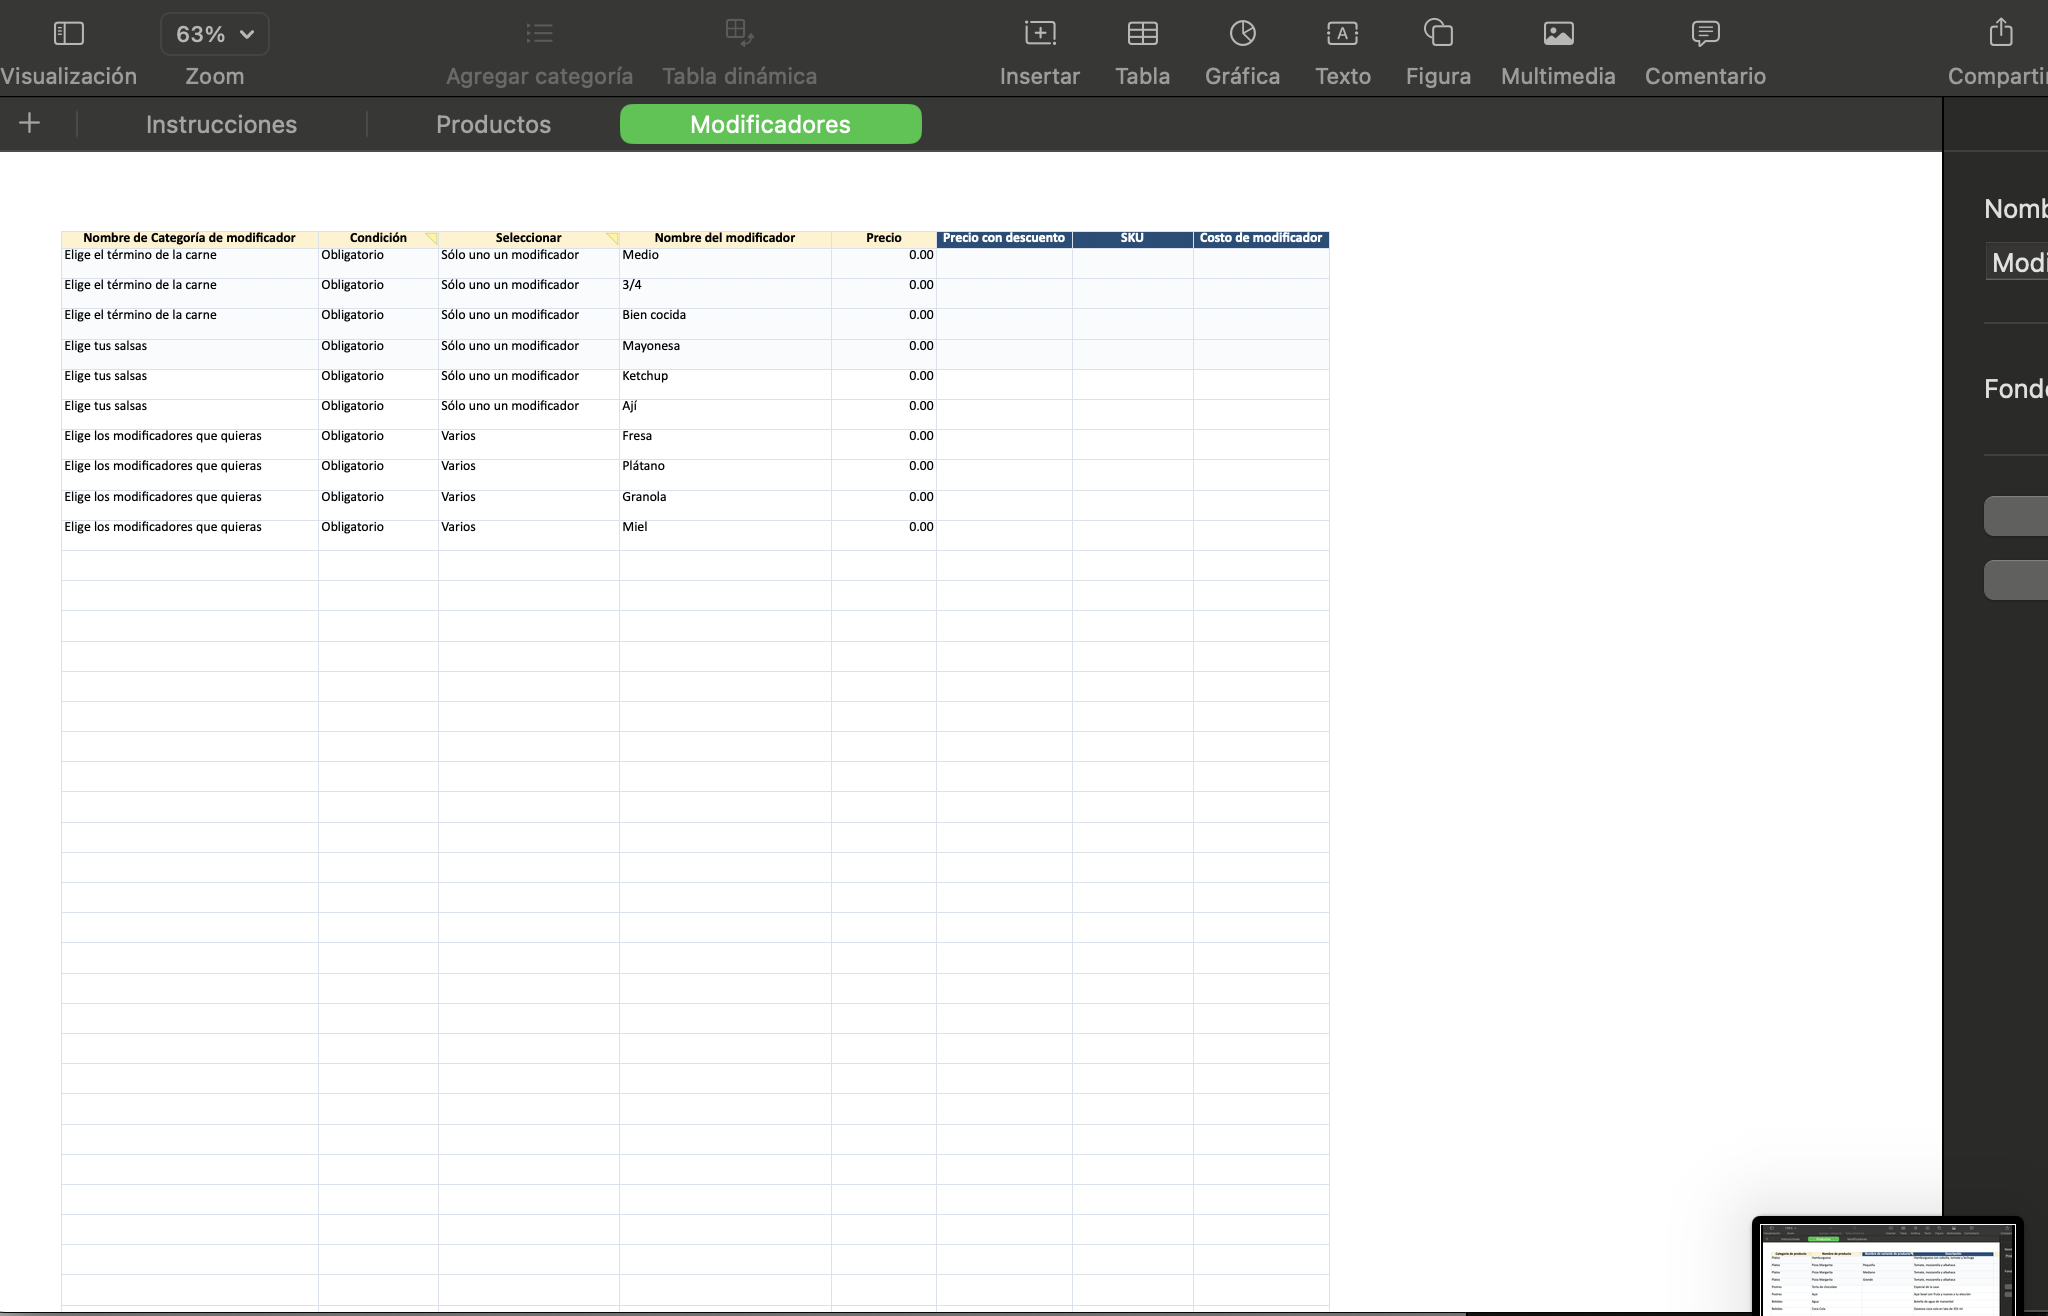 63%
Visualización Zoom Agregar categoría Tabla dinámica Insertar Tabla Gráfica Texto Figura Multimedia Comentario Comparti
Instrucciones Productos Modificadores
Nomb
Modi
Fond
Nombre de Categoría de modificador Condición Seleccionar Nombre del modificador Precio Precio con descuento SKU Costo de modificador
Elige el término de la carne Obligatorio Sólo uno un modificador Medio 0.00
Elige el término de la carne Obligatorio Sólo uno un modificador 3/4 0.00
Elige el término de la carne Obligatorio Sólo uno un modificador Bien cocida 0.00
Elige tus salsas Obligatorio Sólo uno un modificador Mayonesa 0.00
Elige tus salsas Obligatorio Sólo uno un modificador Ketchup 0.00
Elige tus salsas Obligatorio Sólo uno un modificador Ají 0.00
Elige los modificadores que quieras Obligatorio Varios Fresa 0.00
Elige los modificadores que quieras Obligatorio Varios Plátano 0.00
Elige los modificadores que quieras Obligatorio Varios Granola 0.00
Elige los modificadores que quieras Obligatorio Varios Miel 0.00